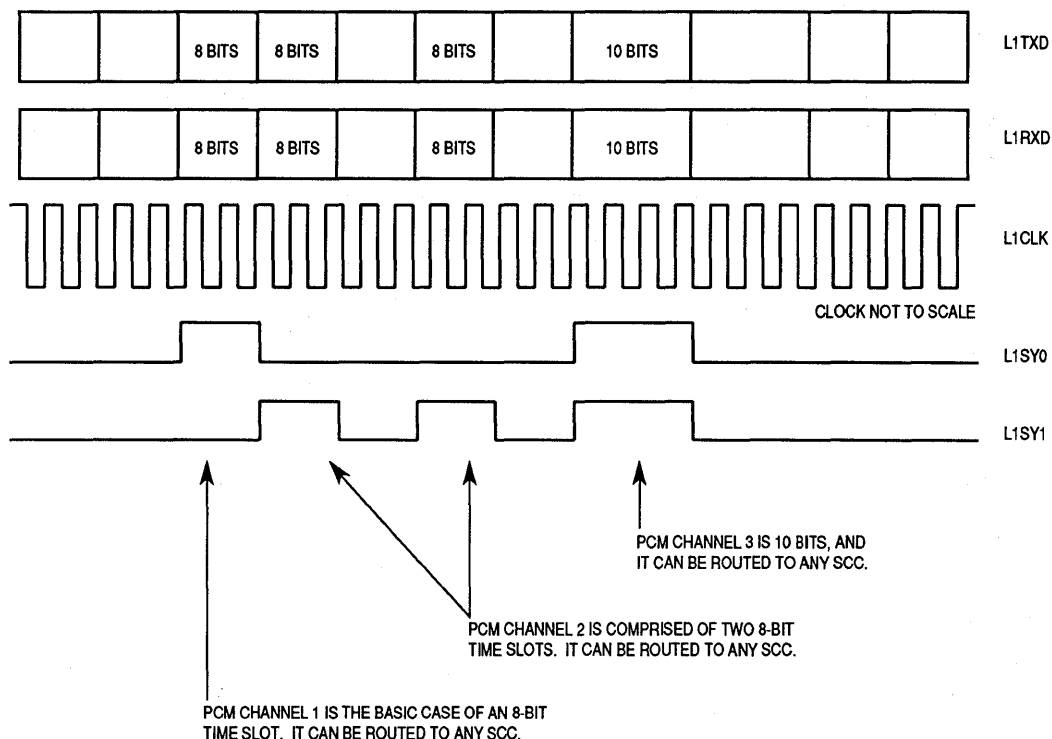 8 BITS 8 BITS 8 BITS 10 BITS L1TXD
8 BITS 8 BITS 8 BITS 10 BITS L1RXD
L1CLK
CLOCK NOT TO SCALE
L1SY0
L1SY1
PCM CHANNEL 3 IS 10 BITS, AND
IT CAN BE ROUTED TO ANY SCC.
PCM CHANNEL 2 IS COMPRISED OF TWO 8-BIT
TIME SLOTS. IT CAN BE ROUTED TO ANY SCC.
PCM CHANNEL 1 IS THE BASIC CASE OF AN 8-BIT
TIME SLOT. IT CAN BE ROUTED TO ANY SCC.